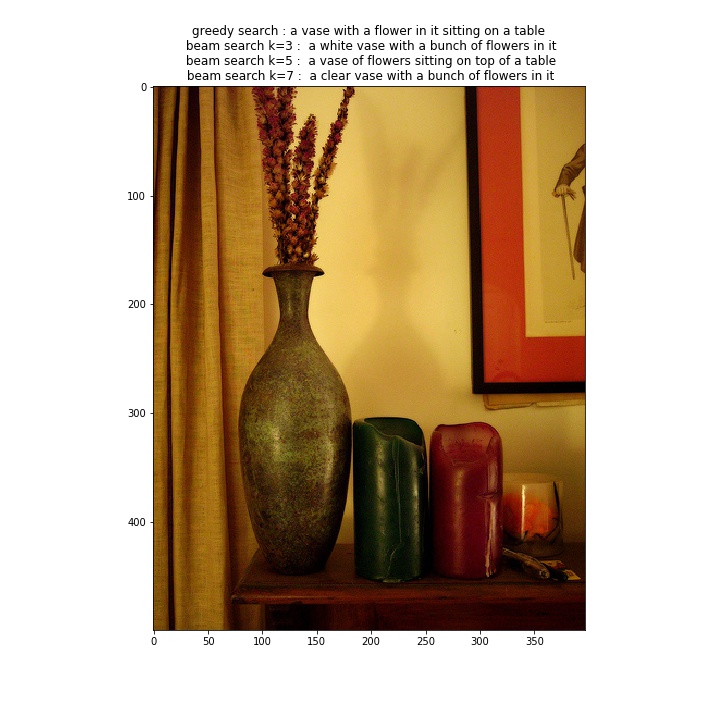 greedy search : a vase with a flower in it sitting on a table
beam search k=3 :  a white vase with a bunch of flowers in it
beam search k=5 :  a vase of flowers sitting on top of a table
beam search k=7 :  a clear vase with a bunch of flowers in it
0
100
200
300
400
0 50 100 150 200 250 300 350